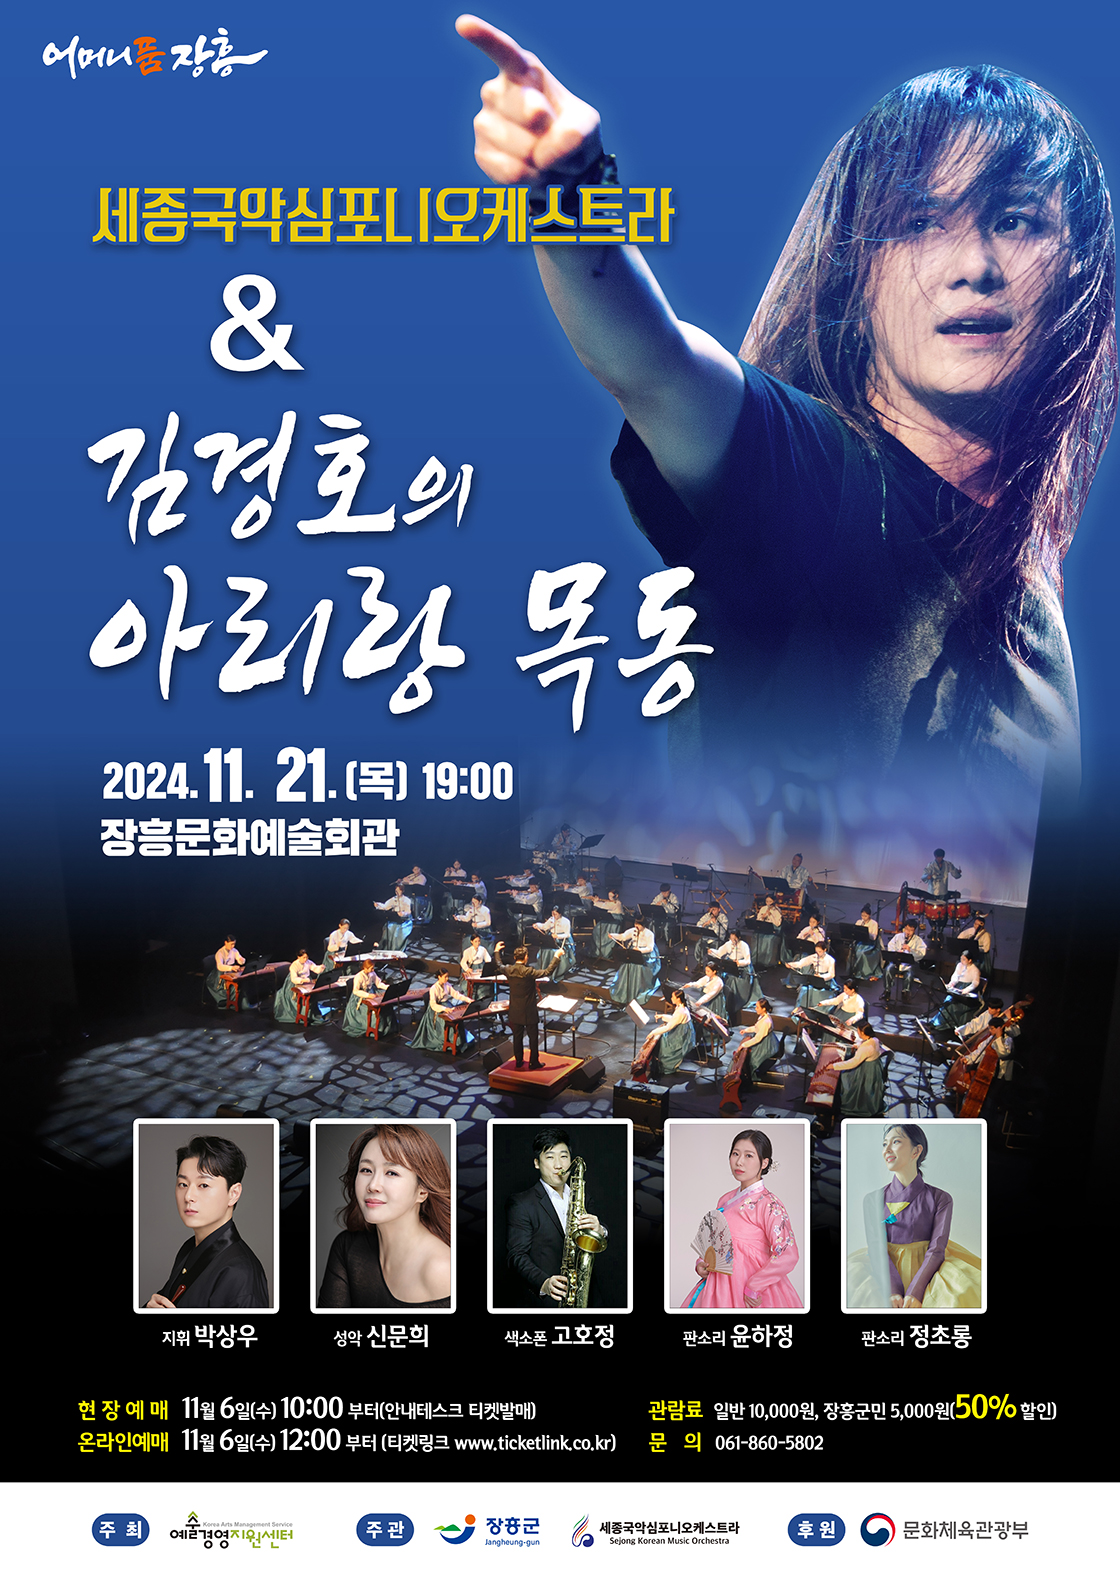 어머니품장흥
세종국악심포니오케스트라
&
김경호의
아리랑 목동
2024.11. 21.(목) 19:00
장흥문화예술회관
지휘 박상우
성악 신문희
색소폰 고호정
판소리 윤하정
판소리 정초롱
현장예매 11월 6일(수) 10:00 부터(안내테스크 티켓발매)
온라인예매 11월 6일(수) 12:00 부터 (티켓링크 www.ticketlink.co.kr)
관람료 일반 10,000원, 장흥군민 5,000원(50% 할인)
문 의 061-860-5802
주 최
Korea Arts Management Service
예술경영지원센터
주 관
장흥군
Jangheung-gun
세종국악심포니오케스트라
Sejong Korean Music Orchestra
후 원
문화체육관광부